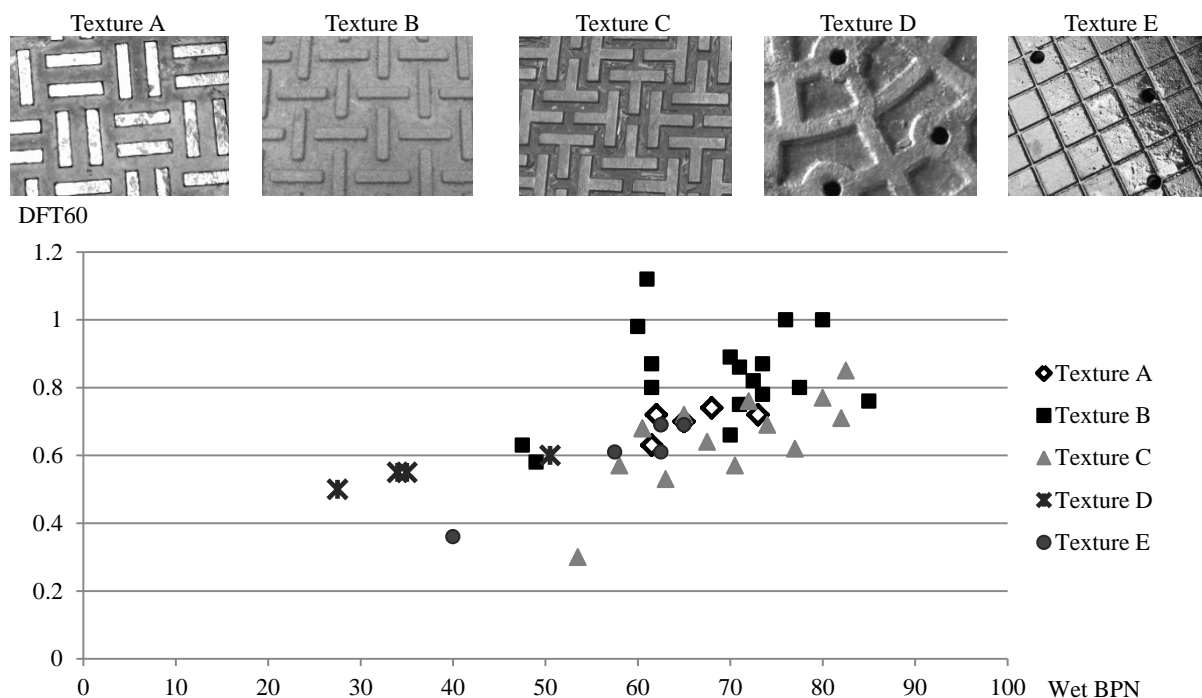 Texture A Texture B Texture C Texture D Texture E
DFT60
1.2
1
0.8
0.6
0.4
0.2
0
0 10 20 30 40 50 60 70 80 90 100
Wet BPN
Texture A
Texture B
Texture C
Texture D
Texture E